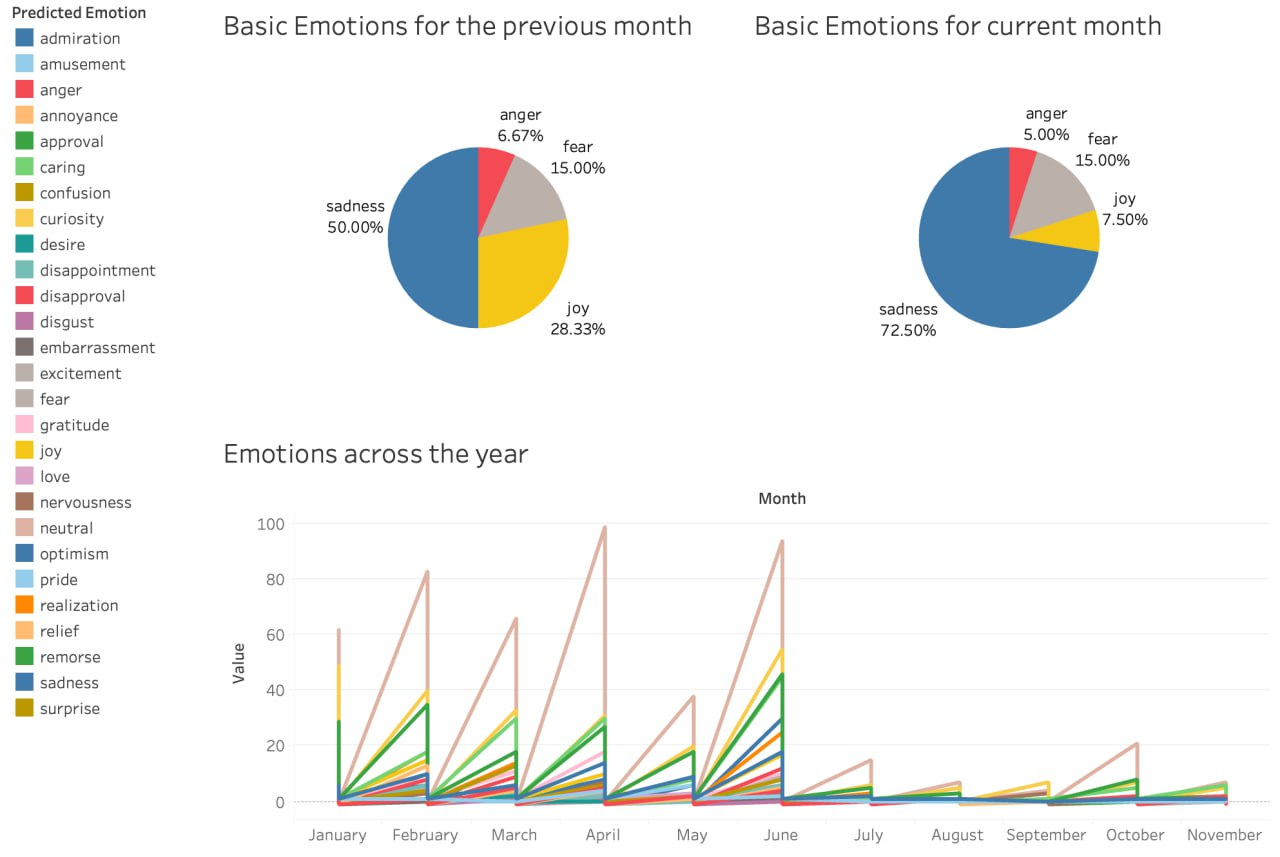 Predicted Emotion
admiration
amusement
anger
annoyance
approval
caring
confusion
curiosity
desire
disappointment
disapproval
disgust
embarrassment
excitement
fear
gratitude
joy
love
nervousness
neutral
optimism
pride
realization
relief
remorse
sadness
surprise
Basic Emotions for the previous month
anger
6.67%
fear
15.00%
sadness
50.00%
joy
28.33%
Basic Emotions for current month
anger
5.00%
fear
15.00%
joy
7.50%
sadness
72.50%
Emotions across the year
Month
Value
100
80
60
40
20
0
January
February
March
April
May
June
July
August
September
October
November